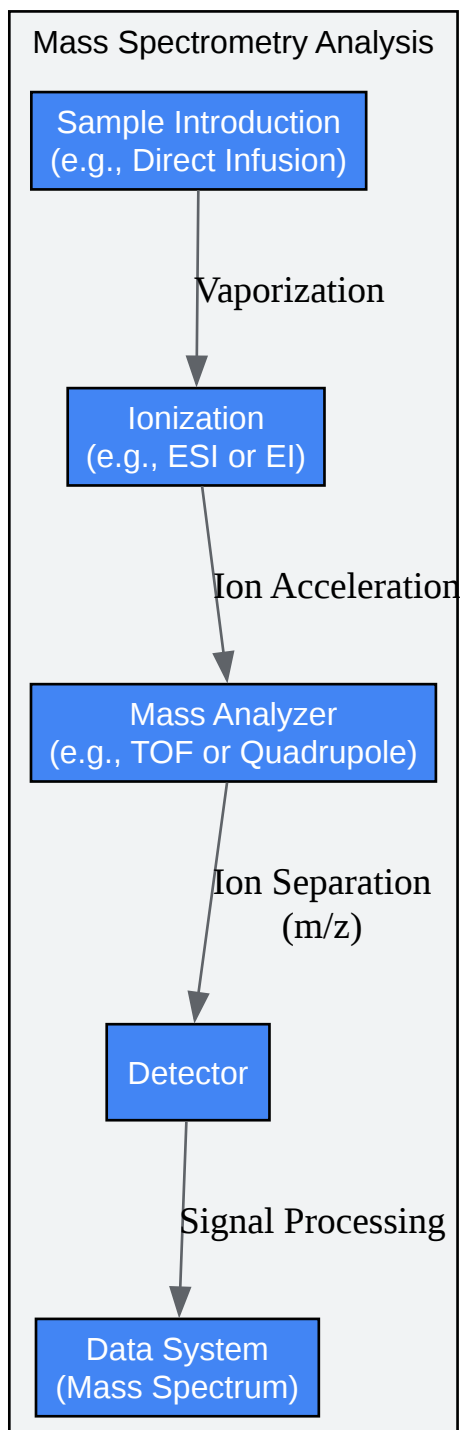 Mass Spectrometry Analysis
Sample Introduction
(e.g., Direct Infusion)
Vaporization
Ionization
(e.g., ESI or EI)
Ion Acceleration
Mass Analyzer
(e.g., TOF or Quadrupole)
Ion Separation
(m/z)
Detector
Signal Processing
Data System
(Mass Spectrum)